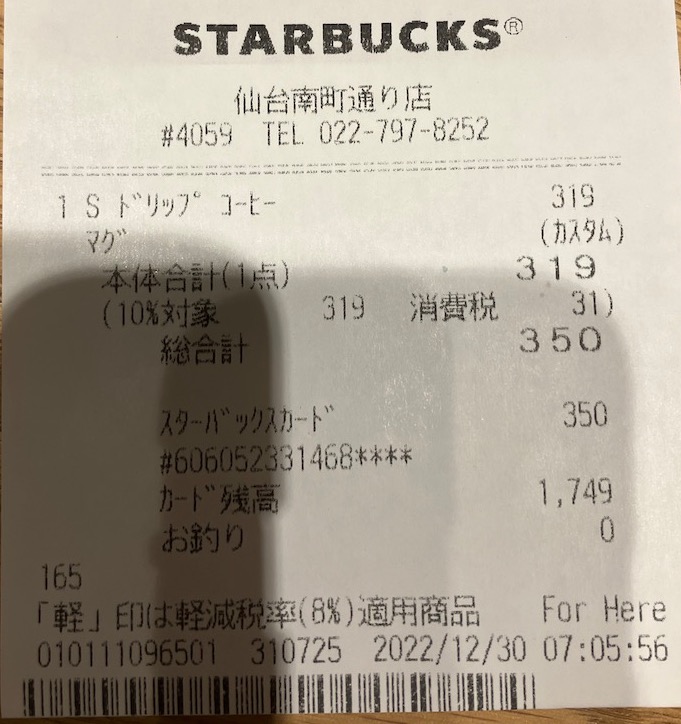 STARBUCKS®
仙台南町通り店
#4059 TEL 022-797-8252
1 S ﾄﾞﾘｯﾌﾟ ｺｰﾋｰ 319
ﾏｸﾞ (ｶｽﾀﾑ)
本体合計(1点) 319
(10%対象 319 消費税 31)
総合計 350
ｽﾀｰﾊﾞｯｸｽｶｰﾄﾞ 350
#606052331468****
ｶｰﾄﾞ残高 1,749
お釣り 0
165
「軽」印は軽減税率(8%)適用商品 For Here
010111096501 310725 2022/12/30 07:05:56